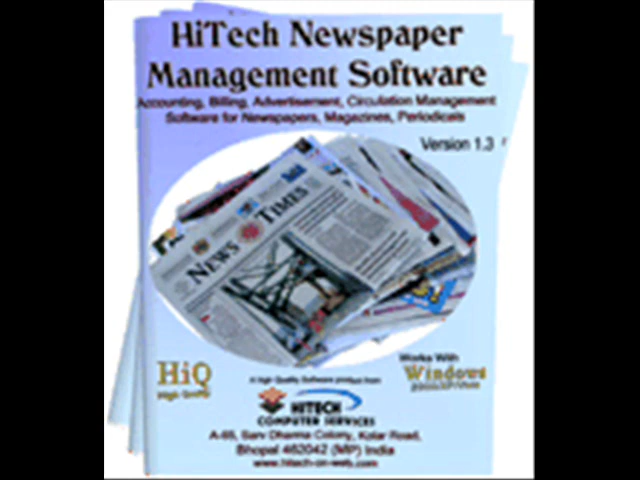 HiTech Newspaper
Management Software
Accounting, Billing, Advertisement, Circulation Management
Software for Newspapers, Magazines, Periodicals
Version 1.3
NEWS TIMES
HiQ
High Quality
Works With
Windows
A High Quality Software product from
HITECH
COMPUTER SERVICES
A-65, Sarv Dharma Colony, Kolar Road,
Bhopal 462042 (MP) India
www.hitech-on-web.com